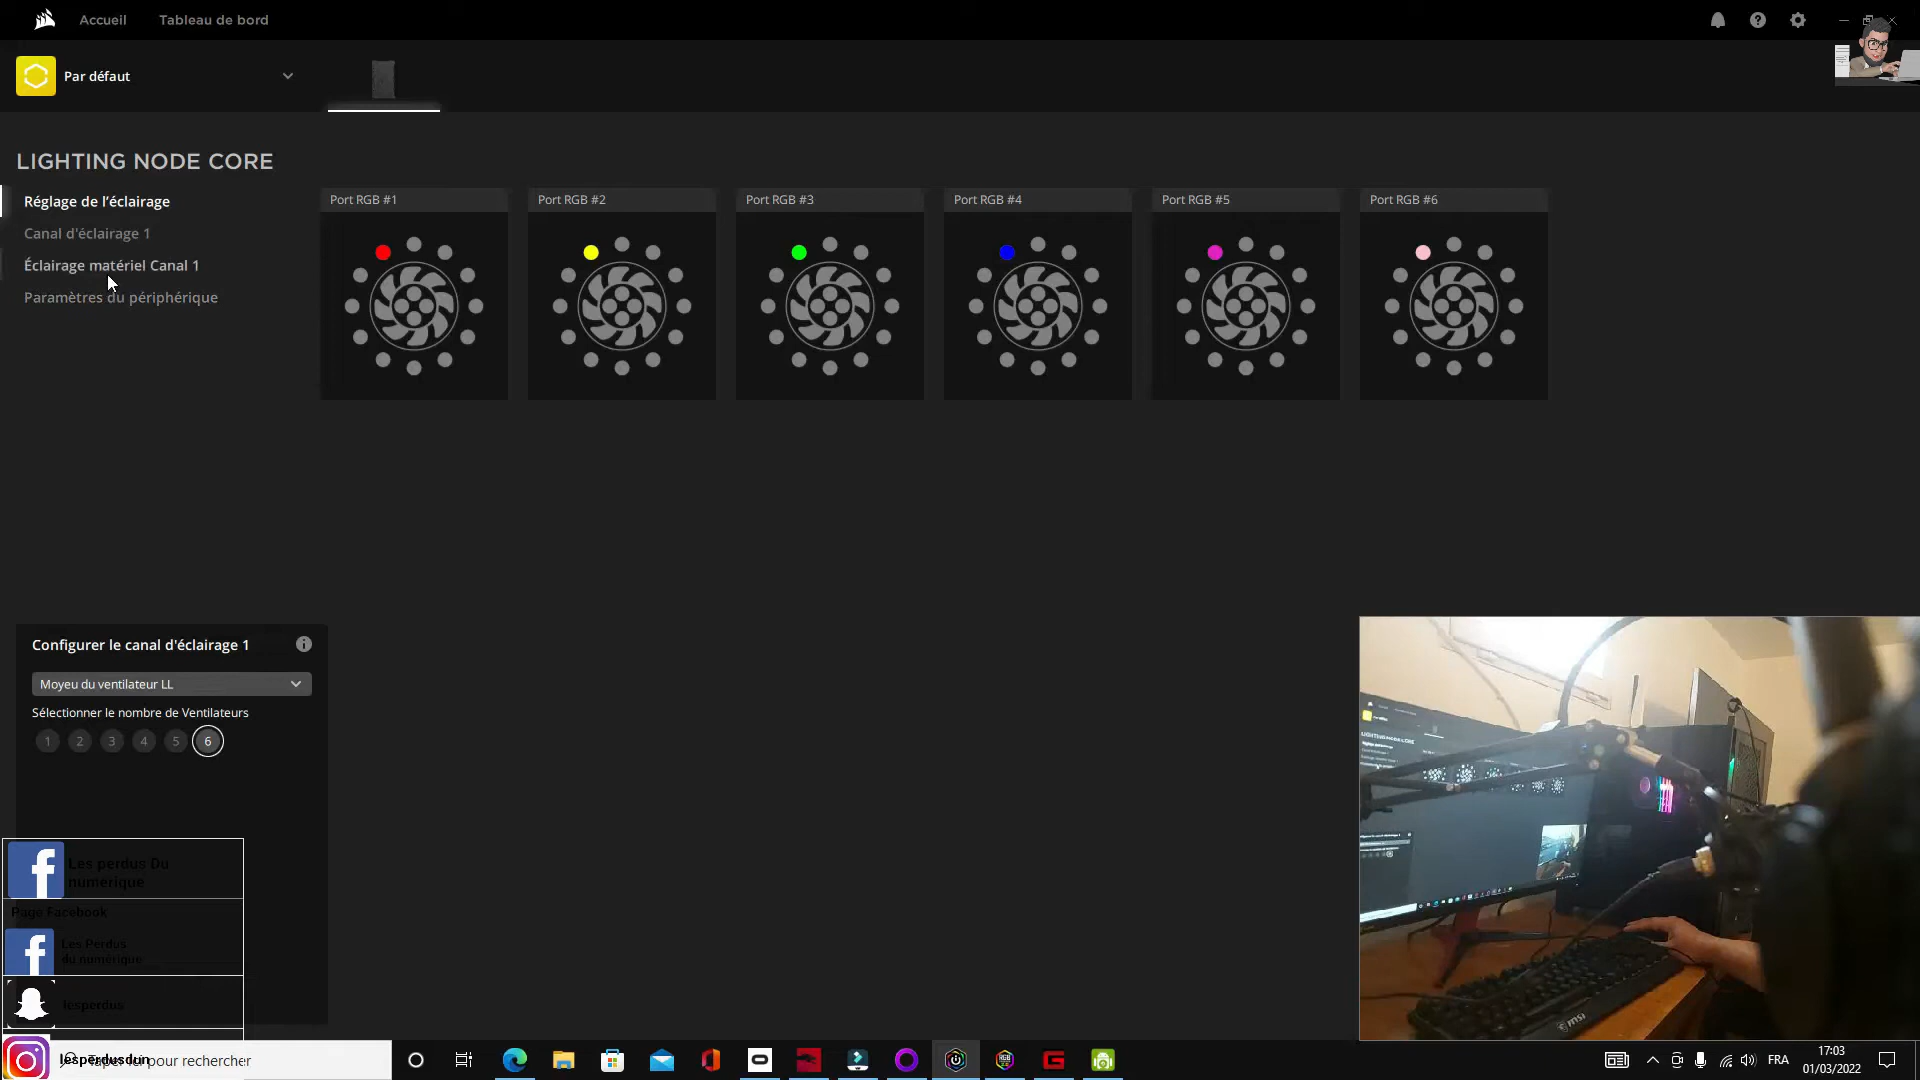 Accueil
Tableau de bord
Par défaut
LIGHTING NODE CORE
Réglage de l'éclairage
Canal d'éclairage 1
Éclairage matériel Canal 1
Paramètres du périphérique
Port RGB #1
Port RGB #2
Port RGB #3
Port RGB #4
Port RGB #5
Port RGB #6
Configurer le canal d'éclairage 1
Moyeu du ventilateur LL
Sélectionner le nombre de Ventilateurs
1 2 3 4 5 6
Les perdus Du
numerique
Page Facebook
Les Perdus
du numérique
lesperdus
lesperdusdun
pour rechercher
FRA
17:03
01/03/2022
msi